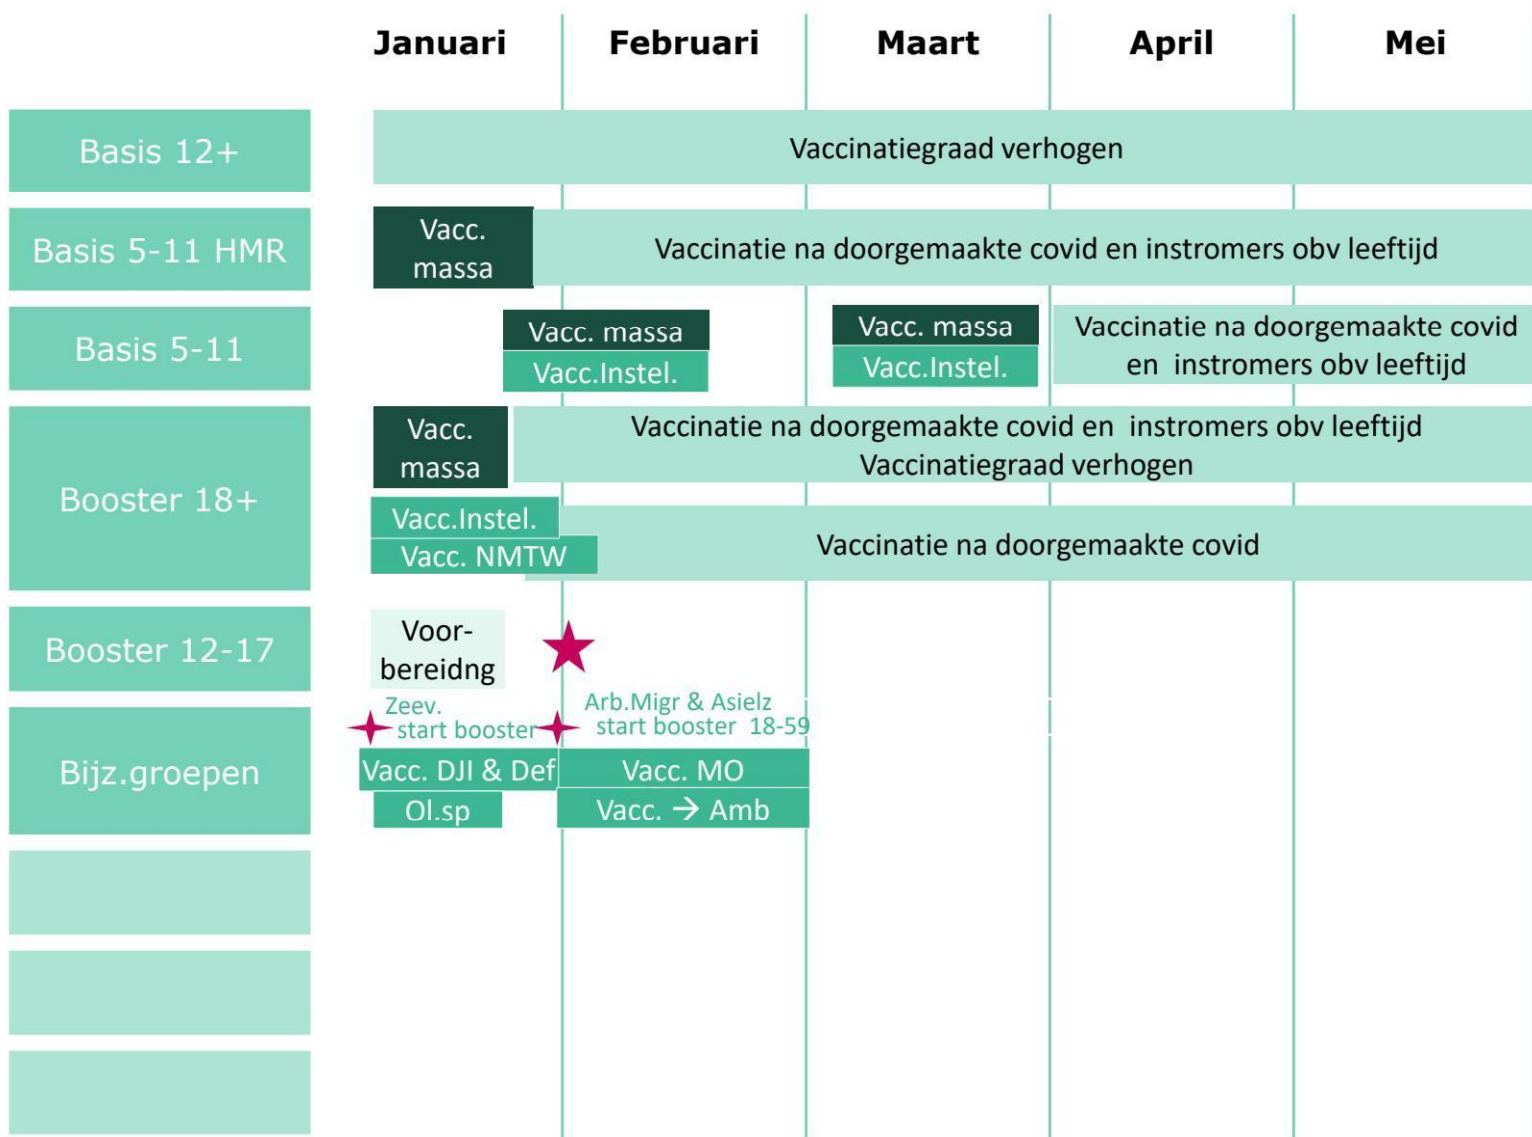 Januari Februari Maart April Mei
Basis 12+
Vaccinatiegraad verhogen
Basis 5-11 HMR
Vacc.
massa
Vaccinatie na doorgemaakte covid en instromers obv leeftijd
Basis 5-11
Vacc. massa
Vacc.Instel.
Vacc. massa
Vacc.Instel.
Vaccinatie na doorgemaakte covid
en instromers obv leeftijd
Booster 18+
Vacc.
massa
Vaccinatie na doorgemaakte covid en instromers obv leeftijd
Vaccinatiegraad verhogen
Vacc.Instel.
Vacc. NMTW
Vaccinatie na doorgemaakte covid
Booster 12-17
Voor-
bereidng
Bijz.groepen
Zeev.
start booster
Arb.Migr & Asielz
start booster 18-59
Vacc. DJI & Def
Vacc. MO
Ol.sp
Vacc. → Amb